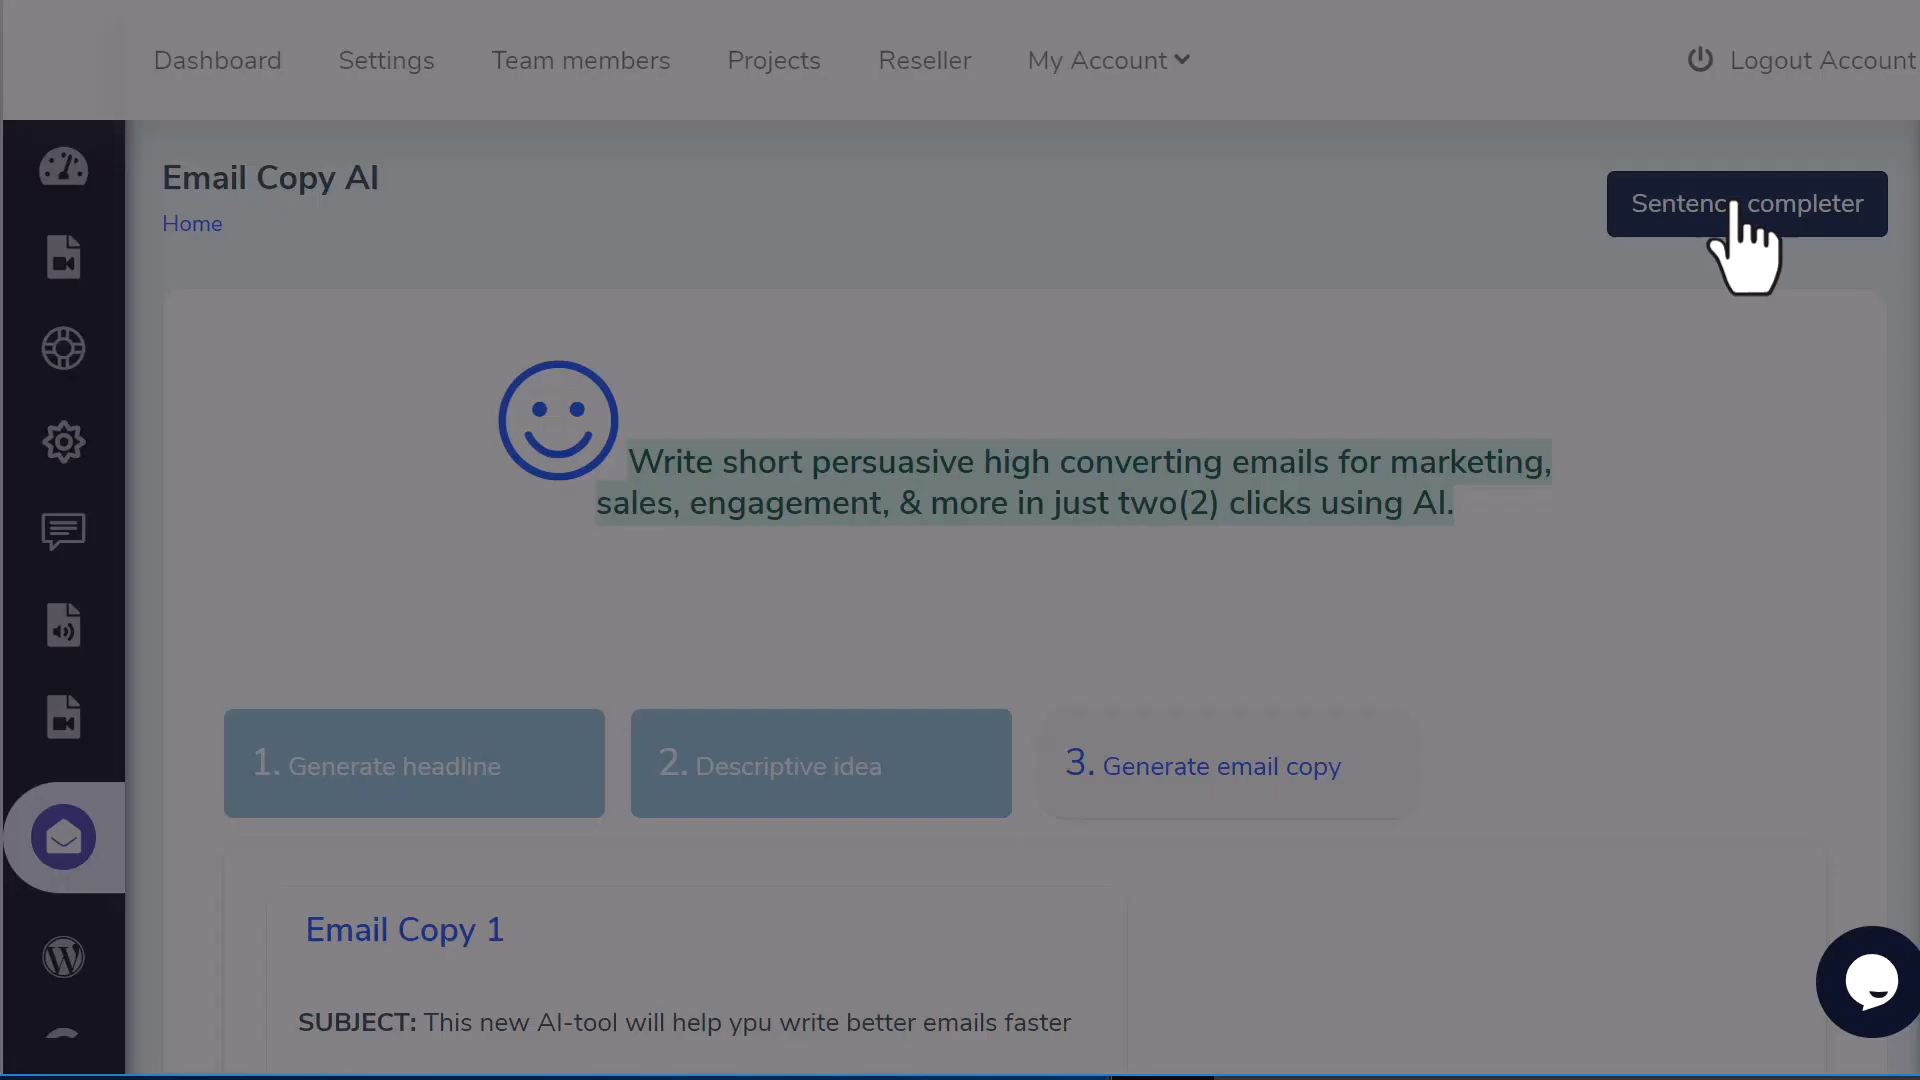 Dashboard Settings Team members Projects Reseller My Account Logout Account
Email Copy AI
Home
completer
Write short persuasive high converting emails for marketing,
sales, engagement, & more in just two(2) clicks using AI.
1. Generate headline
2. Descriptive idea
3. Generate email copy
Email Copy 1
SUBJECT: This new AI-tool will help ypu write better emails faster